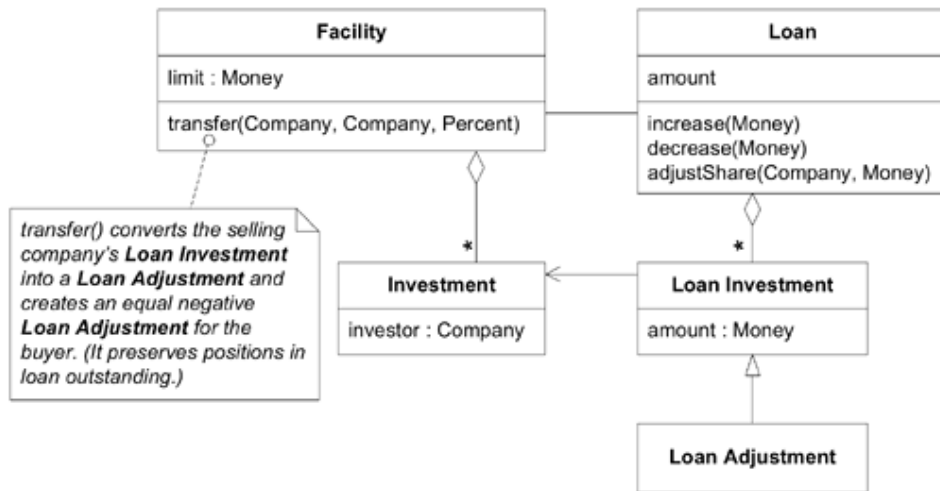 Facility
limit : Money
transfer(Company, Company, Percent)
Loan
amount
increase(Money)
decrease(Money)
adjustShare(Company, Money)
transfer() converts the selling
company's Loan Investment
into a Loan Adjustment and
creates an equal negative
Loan Adjustment for the
buyer. (It preserves positions in
loan outstanding.)
*
*
Investment
investor : Company
Loan Investment
amount : Money
Loan Adjustment